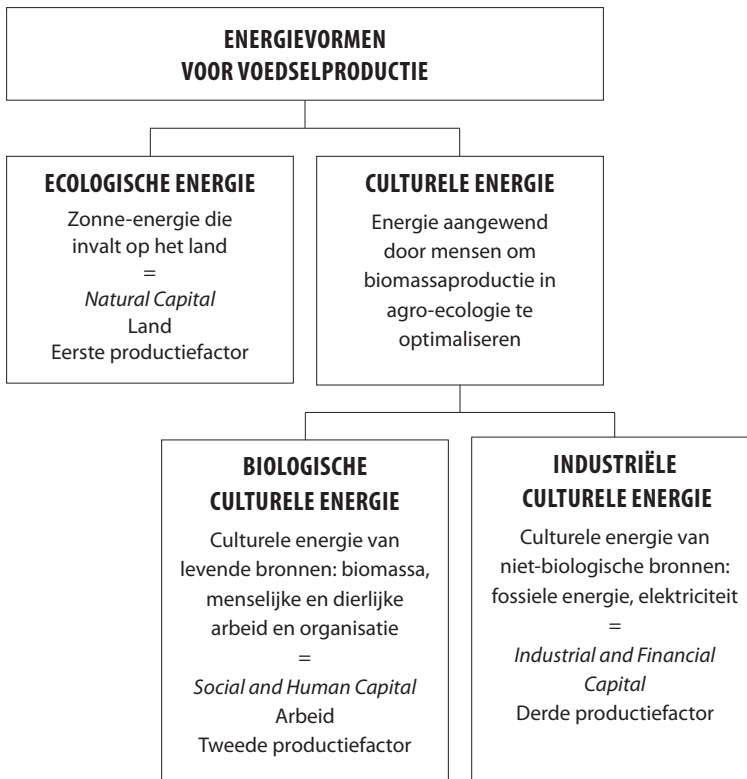 ENERGIEVORMEN
VOOR VOEDSELPRODUCTIE
ECOLOGISCHE ENERGIE
Zonne-energie die
invalt op het land
=
Natural Capital
Land
Eerste productiefactor
CULTURELE ENERGIE
Energie aangewend
door mensen om
biomassaproductie in
agro-ecologie te
optimaliseren
BIOLOGISCHE
CULTURELE ENERGIE
Culturele energie van
levende bronnen: biomassa,
menselijke en dierlijke
arbeid en organisatie
=
Social and Human Capital
Arbeid
Tweede productiefactor
INDUSTRIËLE
CULTURELE ENERGIE
Culturele energie van
niet-biologische bronnen:
fossiele energie, elektriciteit
=
Industrial and Financial
Capital
Derde productiefactor